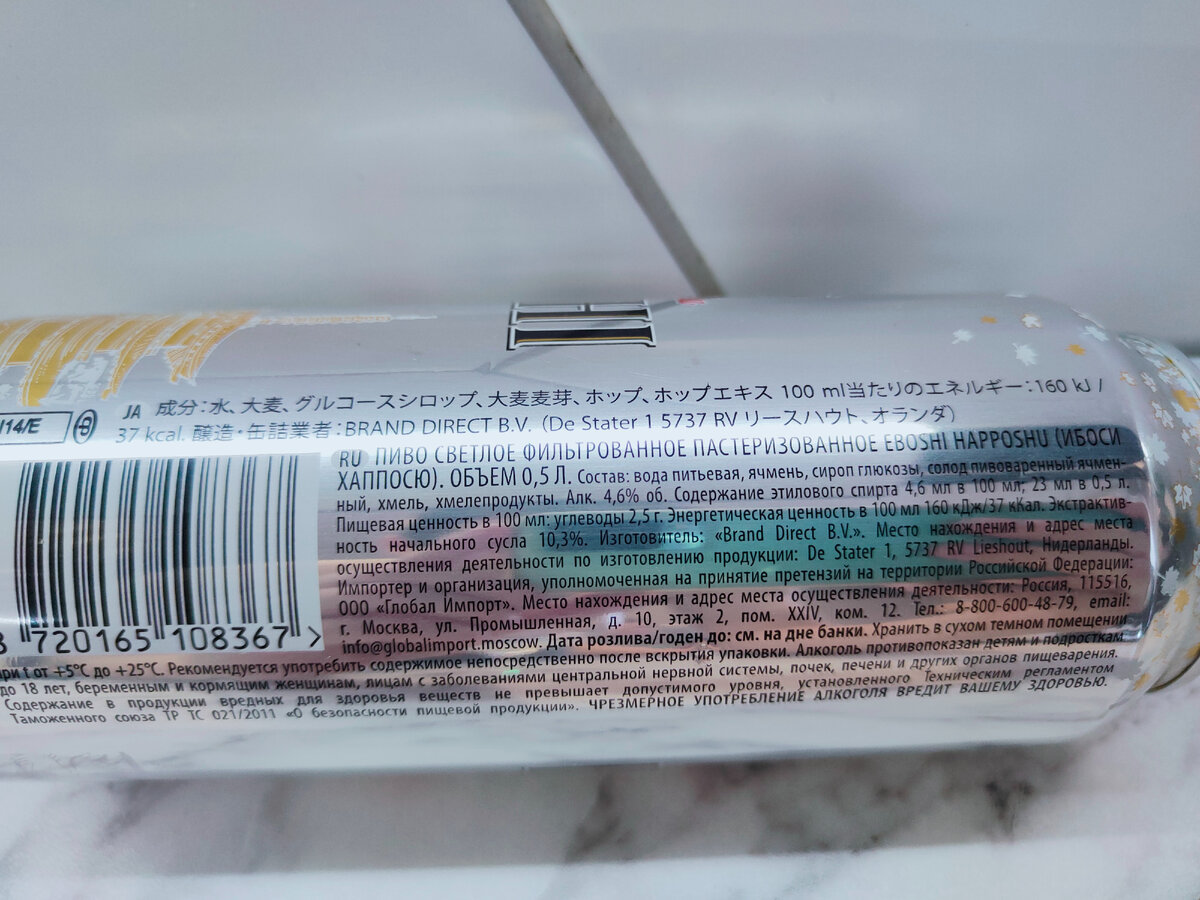 JA 成分:水、大麦、グルコースシロップ、大麦麦芽、ホップ、ホップエキス 100 ml当たりのエネルギー:160 kJ /
37 kcal. 醸造・缶詰業者:BRAND DIRECT B.V. (De Stater 1 5737 RV リースハウト、オランダ)
14/E
RU ПИВО СВЕТЛОЕ ФИЛЬТРОВАННОЕ ПАСТЕРИЗОВАННОЕ EBOSHI HAPPOSHU (ИБОСИ
ХАППОСЮ). ОБЪЕМ 0,5 Л. Состав: вода питьевая, ячмень, сироп глюкозы, солод пивоваренный ячмен-
ный, хмель, хмелепродукты. Алк. 4,6% об. Содержание этилового спирта 4,6 мл в 100 мл; 23 мл в 0,5 л.
Пищевая ценность в 100 мл: углеводы 2,5 г. Энергетическая ценность в 100 мл 160 кДж/37 кКал. Экстрактив-
ность начального сусла 10,3%. Изготовитель: «Brand Direct B.V.». Место нахождения и адрес места
осуществления деятельности по изготовлению продукции: De Stater 1, 5737 RV Lieshout, Нидерланды.
Импортер и организация, уполномоченная на принятие претензий на территории Российской Федерации:
ООО «Глобал Импорт». Место нахождения и адрес места осуществления деятельности: Россия, 115516,
г. Москва, ул. Промышленная, д. 10, этаж 2, пом. XXIV, ком. 12. Тел.: 8-800-600-48-79, email:
info@globalimport.moscow. Дата розлива/годен до: см. на дне банки. Хранить в сухом темном помещении
8 720165 108367 >
при t от +5°С до +25°С. Рекомендуется употребить содержимое непосредственно после вскрытия упаковки. Алкоголь противопоказан детям и подросткам
до 18 лет, беременным и кормящим женщинам, лицам с заболеваниями центральной нервной системы, почек, печени и других органов пищеварения.
Содержание в продукции вредных для здоровья веществ не превышает допустимого уровня, установленного Техническим регламентом
Таможенного союза ТР ТС 021/2011 «О безопасности пищевой продукции». ЧРЕЗМЕРНОЕ УПОТРЕБЛЕНИЕ АЛКОГОЛЯ ВРЕДИТ ВАШЕМУ ЗДОРОВЬЮ.